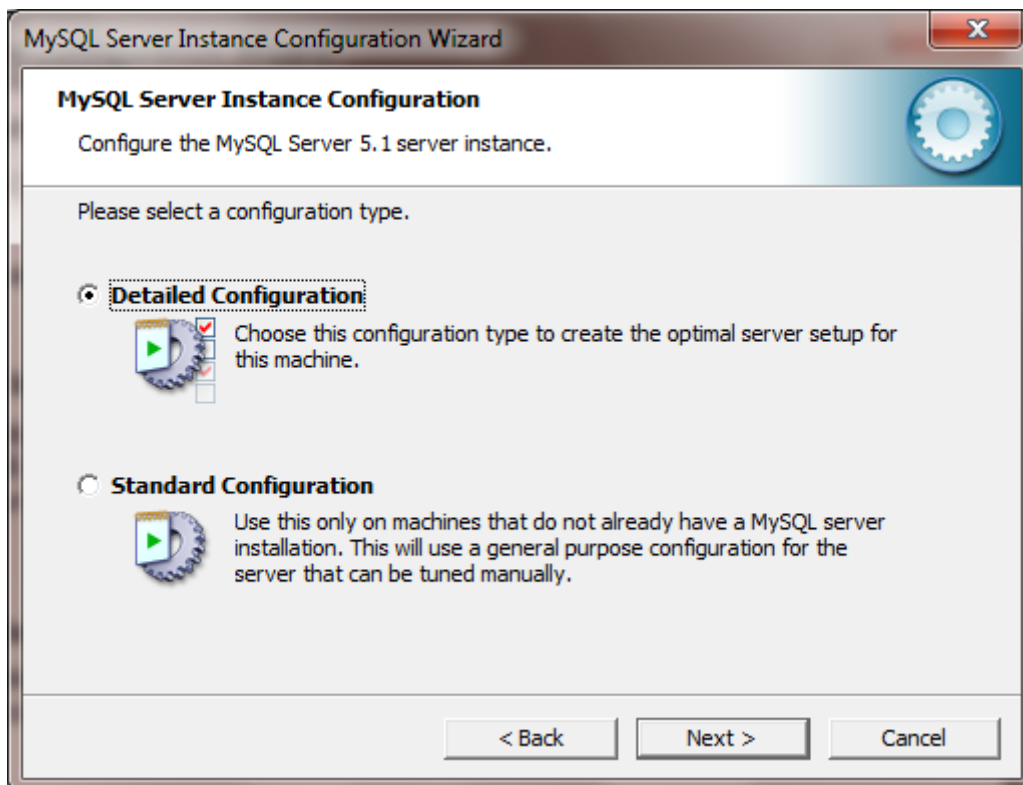 MySQL Server Instance Configuration Wizard
MySQL Server Instance Configuration
Configure the MySQL Server 5.1 server instance.
Please select a configuration type.
Detailed Configuration
Choose this configuration type to create the optimal server setup for
this machine.
Standard Configuration
Use this only on machines that do not already have a MySQL server
installation. This will use a general purpose configuration for the
server that can be tuned manually.
< Back Next > Cancel